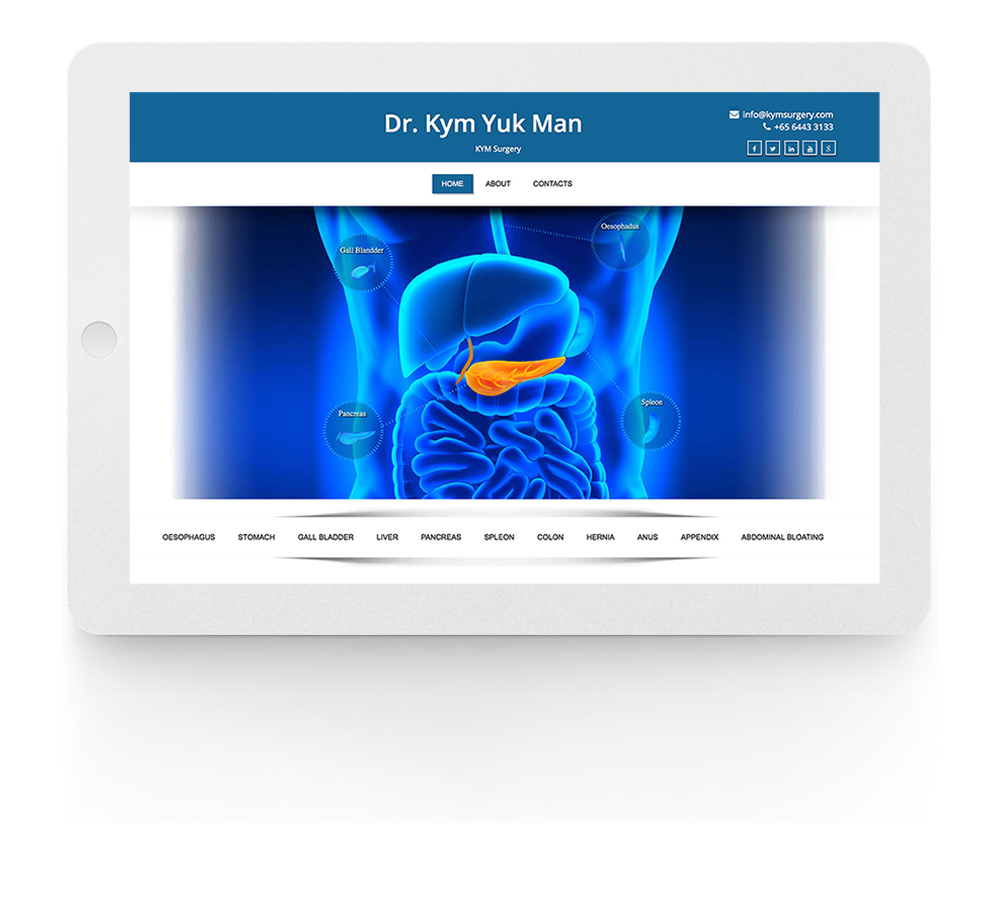 Dr. Kym Yuk Man
KYM Surgery
info@kymsurgery.com
+65 6443 3133
HOME ABOUT CONTACTS
Gall Blandder
Oesophadus
Pancreas
Spleon
OESOPHAGUS STOMACH GALL BLADDER LIVER PANCREAS SPLEON COLON HERNIA ANUS APPENDIX ABDOMINAL BLOATING